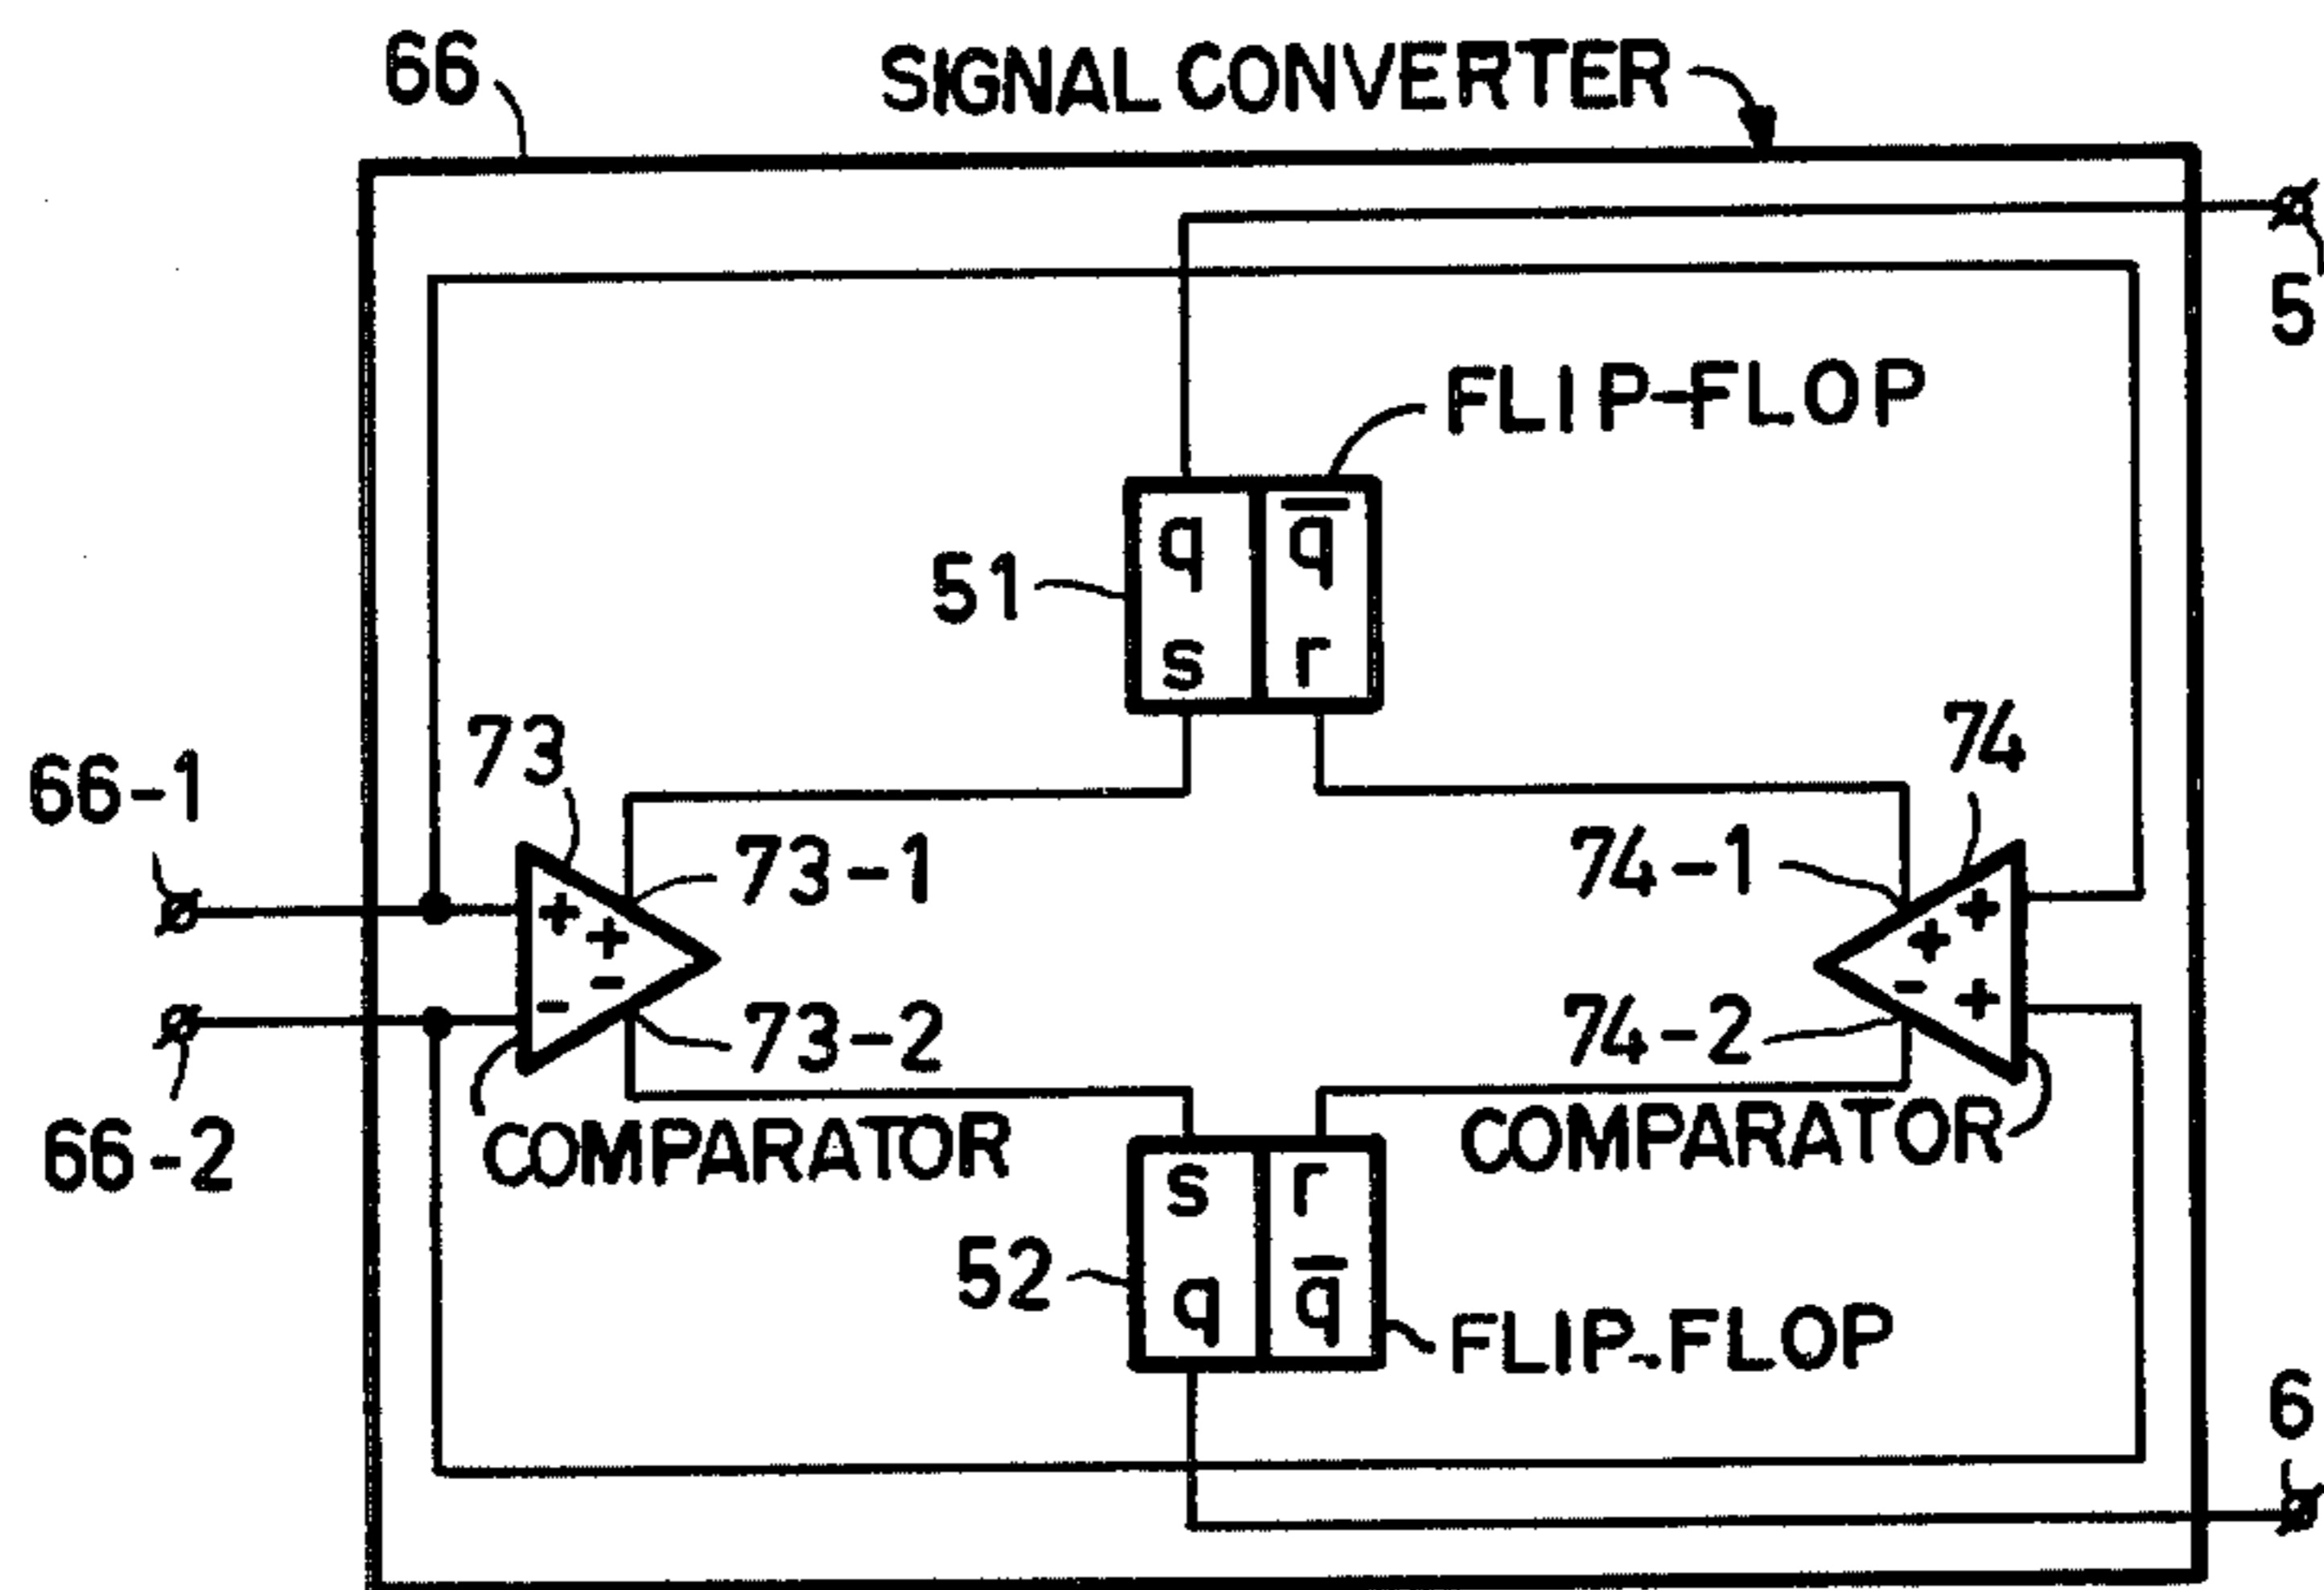 66
SIGNAL CONVERTER
5
FLIP-FLOP
q q̅
51
s r
73
74
66-1
73-1
74-1
+ +
+ +
- -
- +
73-2
74-2
66-2
COMPARATOR
COMPARATOR
s r
52
q q̅
FLIP-FLOP
6